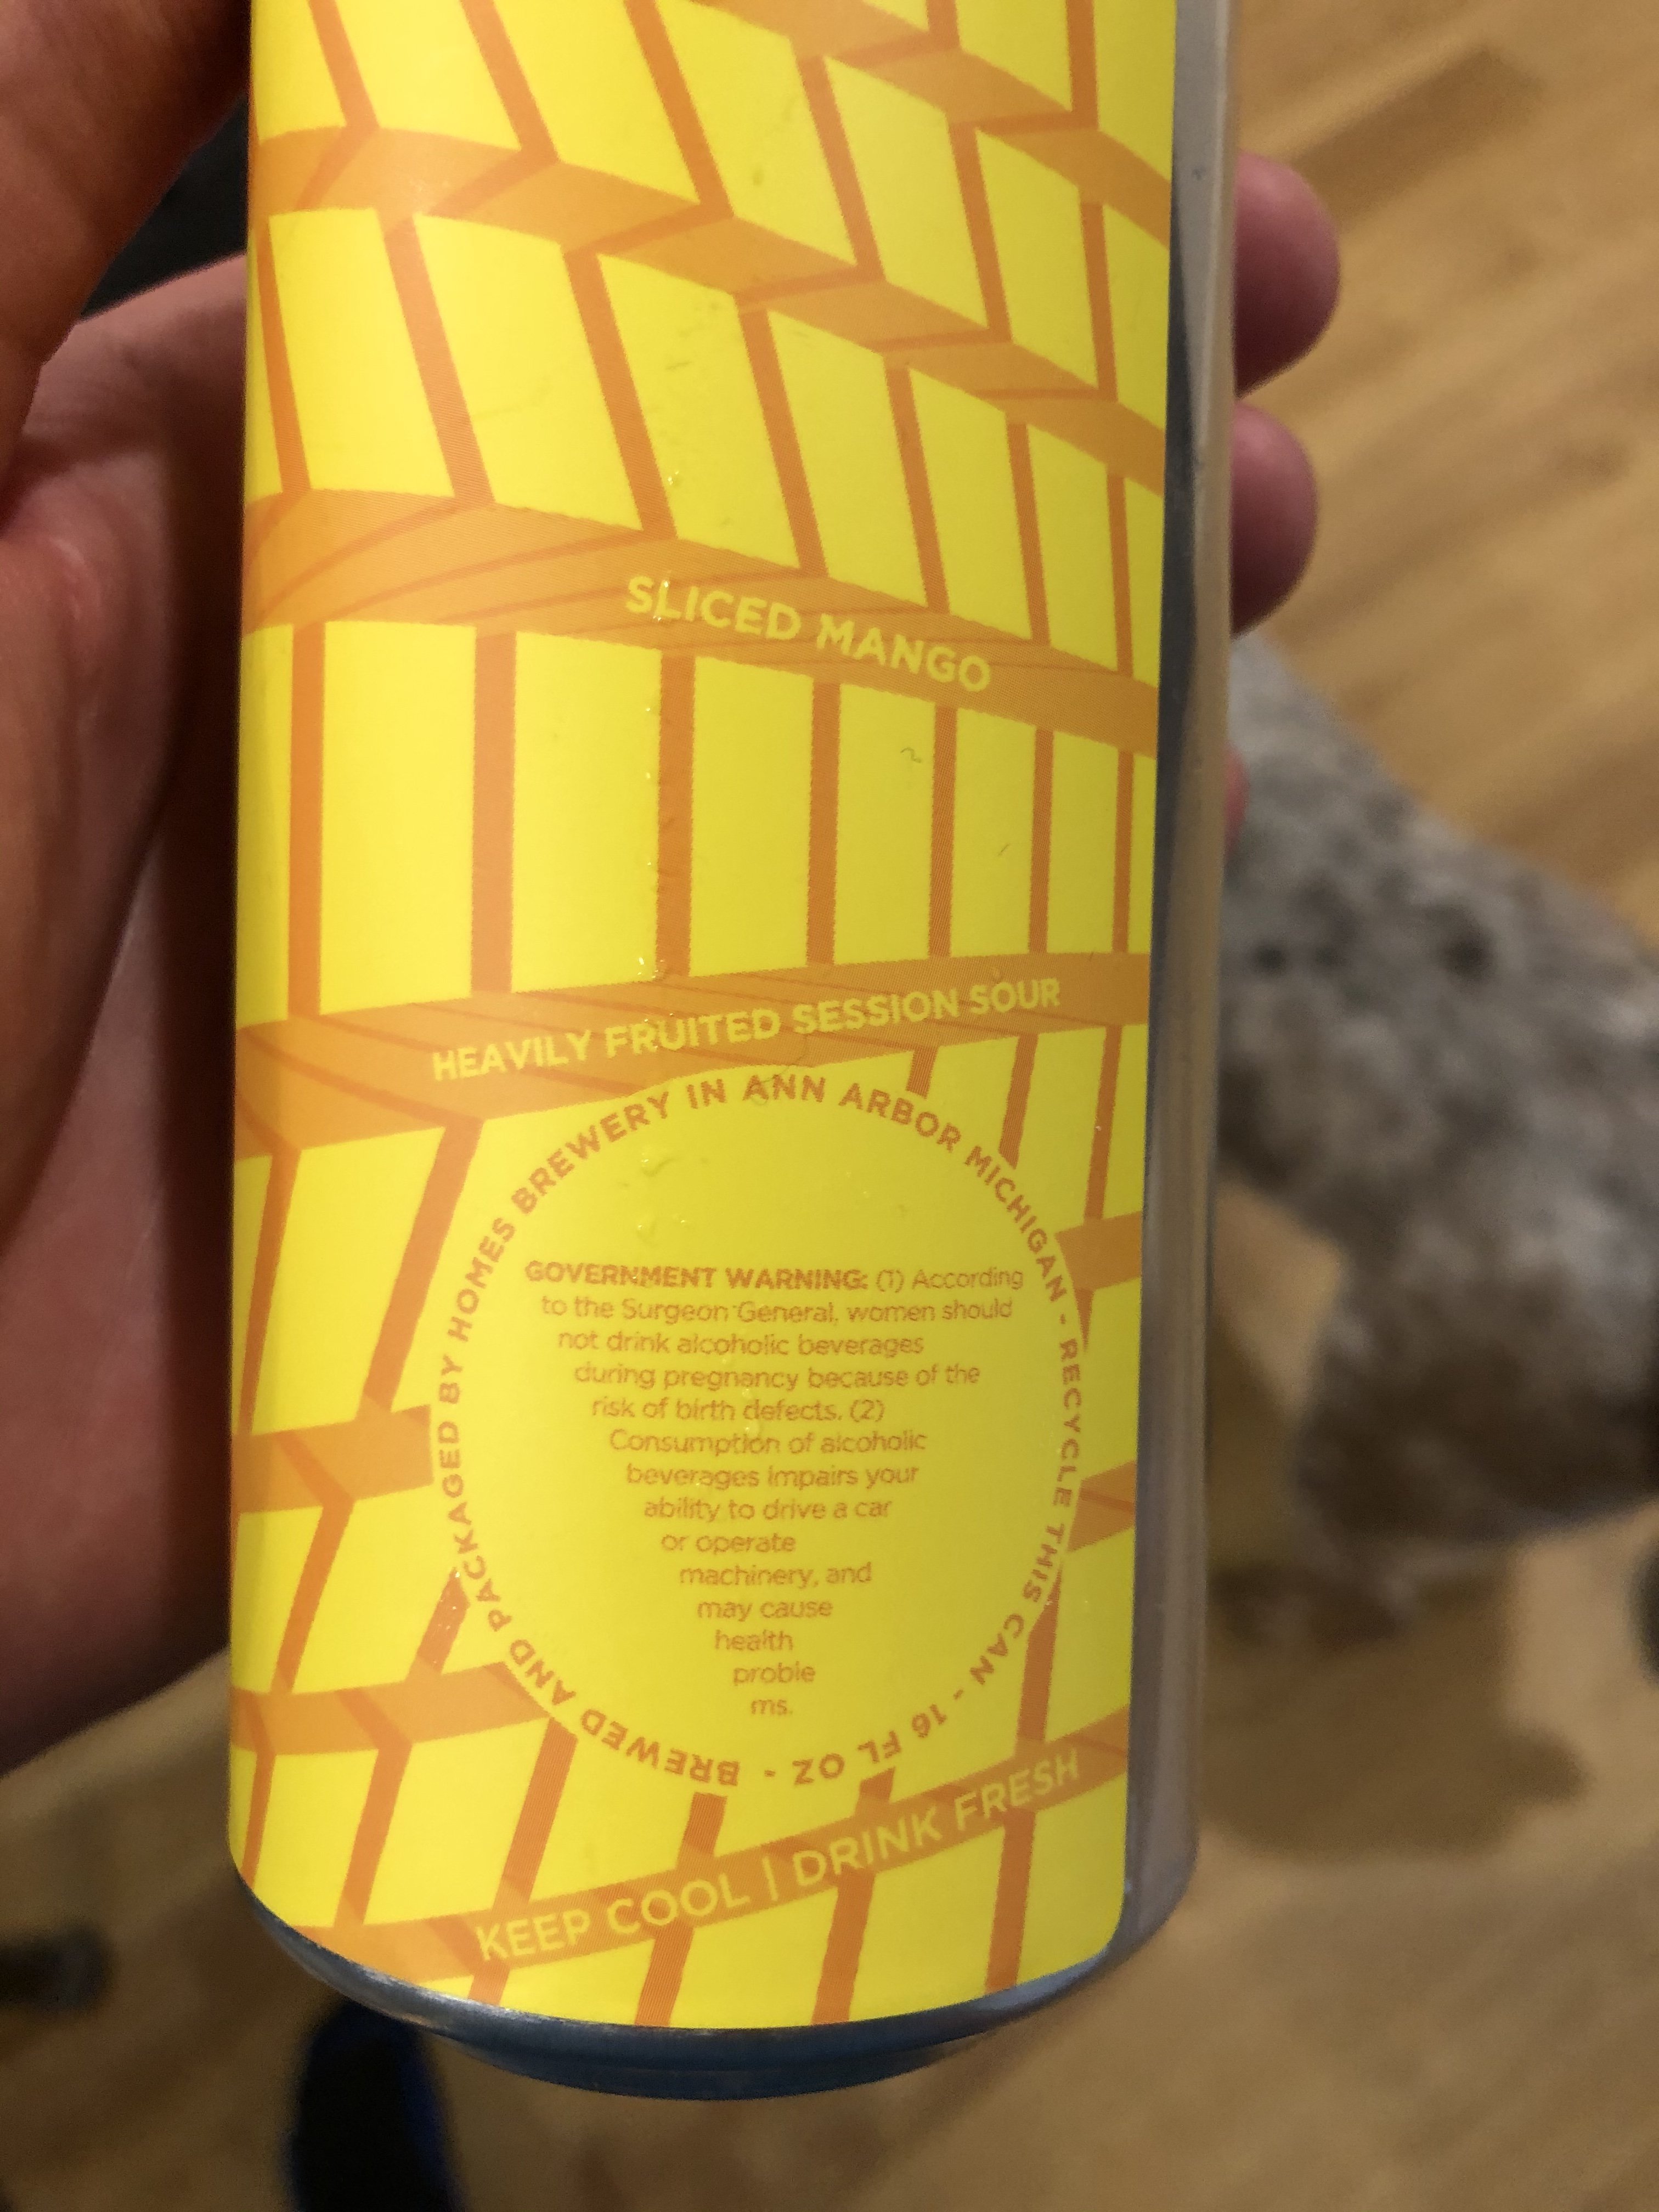 SLICED MANGO
HEAVILY FRUITED SESSION SOUR
BREWED AND PACKAGED BY HOMES BREWERY IN ANN ARBOR MICHIGAN - RECYCLE THIS CAN - 16 FL OZ -
GOVERNMENT WARNING: (1) According
to the Surgeon General, women should
not drink alcoholic beverages
during pregnancy because of the
risk of birth defects. (2)
Consumption of alcoholic
beverages impairs your
ability to drive a car
or operate
machinery, and
may cause
health
proble
ms.
KEEP COOL | DRINK FRESH